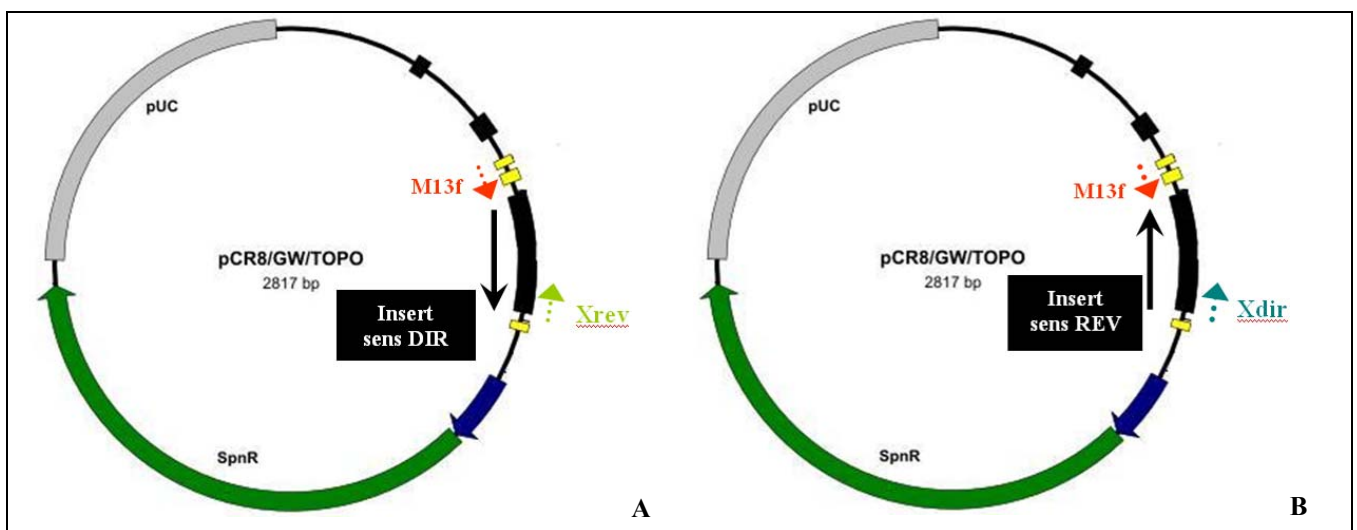 pUC
M13f
pCR8/GW/TOPO
2817 bp
Insert
sens DIR
Xrev
SpnR
A
pUC
M13f
pCR8/GW/TOPO
2817 bp
Insert
sens REV
Xdir
SpnR
B